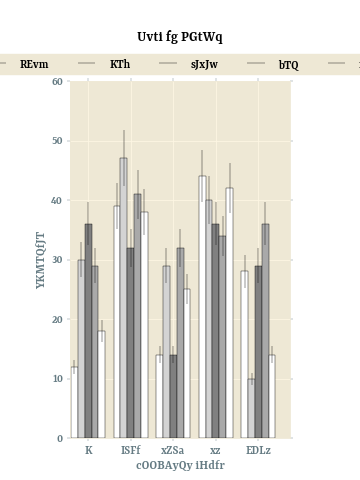 Uvti fg PGtWq
REvm KTh sJxJw bTQ
60
50
40
30
20
10
0
YKMTQfJT
K ISFf xZSa xz EDLz
cOOBAyQy iHdfr